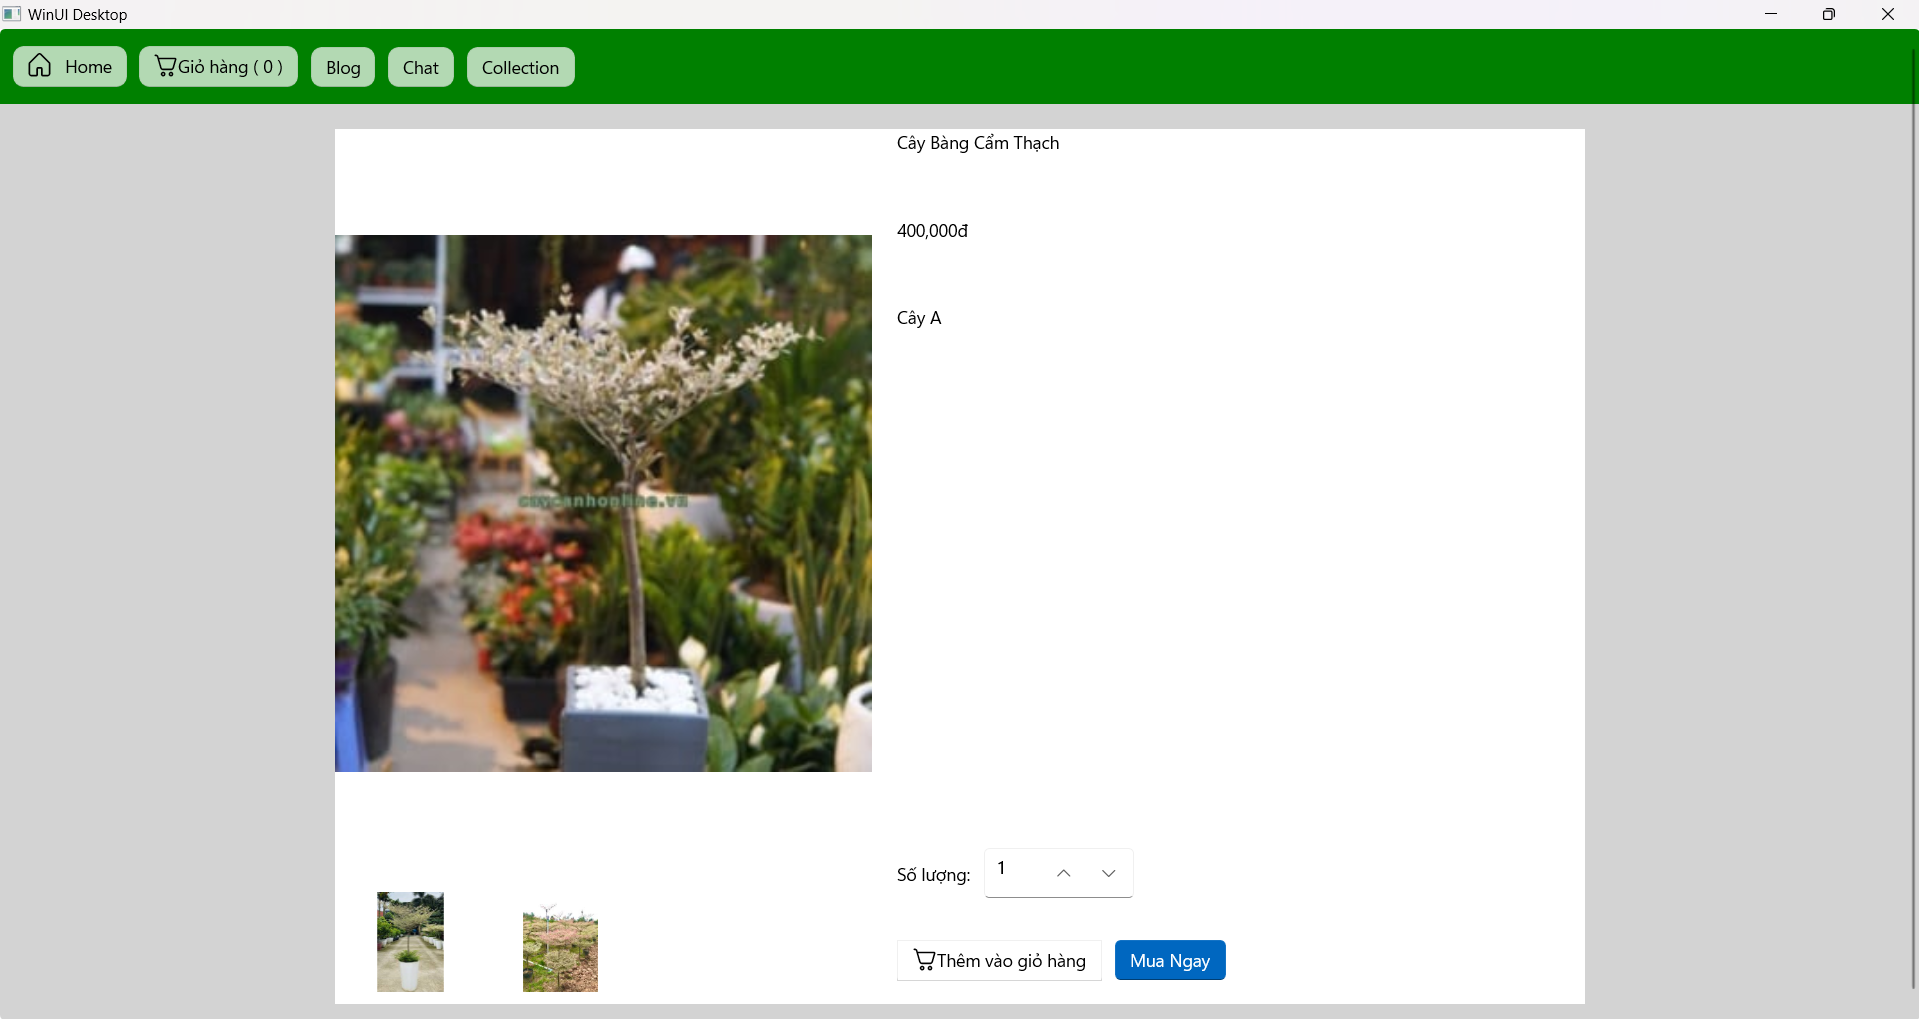 WinUI Desktop
Home
Giỏ hàng ( 0 )
Blog
Chat
Collection
Cây Bàng Cẩm Thạch
400,000đ
Cây A
caycanhonline.vn
Số lượng:
1
Thêm vào giỏ hàng
Mua Ngay